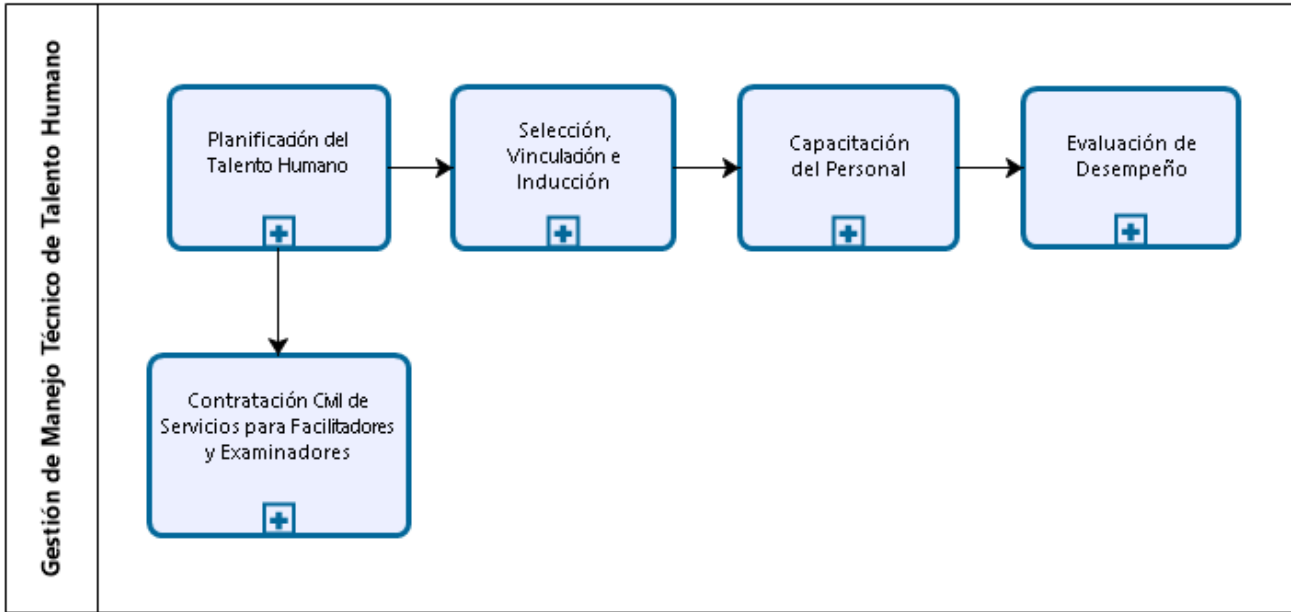 Gestión de Manejo Técnico de Talento Humano
Planificación del
Talento Humano
Selección,
Vinculación e
Inducción
Capacitación
del Personal
Evaluación de
Desempeño
Contratación Civil de
Servicios para Facilitadores
y Examinadores